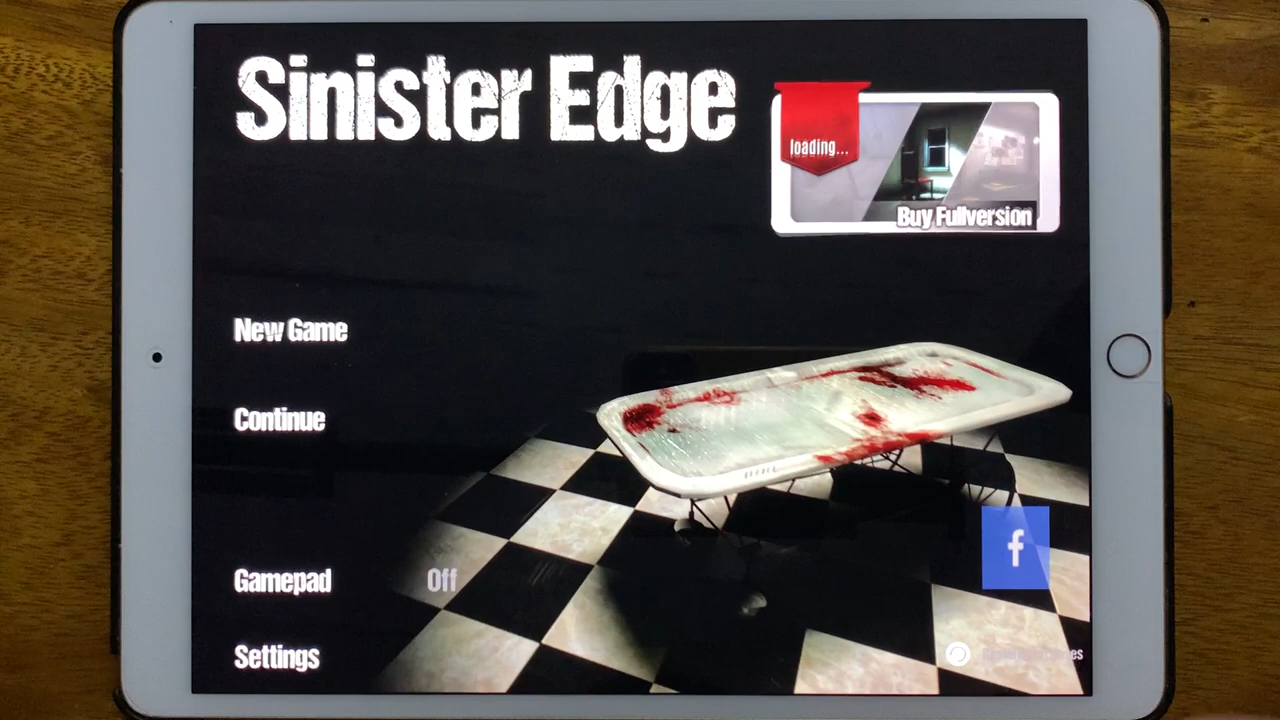 Sinister Edge
loading...
Buy Fullversion
New Game
Continue
Gamepad Off
Settings
f